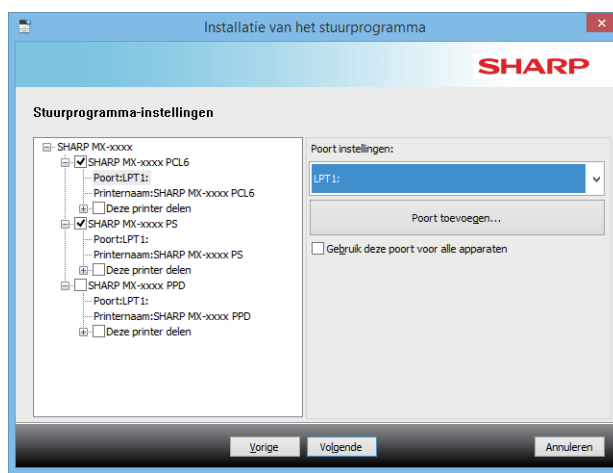 Installatie van het stuurprogramma
SHARP
Stuurprogramma-instellingen
SHARP MX-xxxx
SHARP MX-xxxx PCL6
Poort:LPT1:
Printernaam:SHARP MX-xxxx PCL6
Deze printer delen
SHARP MX-xxxx PS
Poort:LPT1:
Printernaam:SHARP MX-xxxx PS
Deze printer delen
SHARP MX-xxxx PPD
Poort:LPT1:
Printernaam:SHARP MX-xxxx PPD
Deze printer delen
Poort instellingen:
LPT1:
Poort toevoegen...
Gebruik deze poort voor alle apparaten
Vorige
Volgende
Annuleren